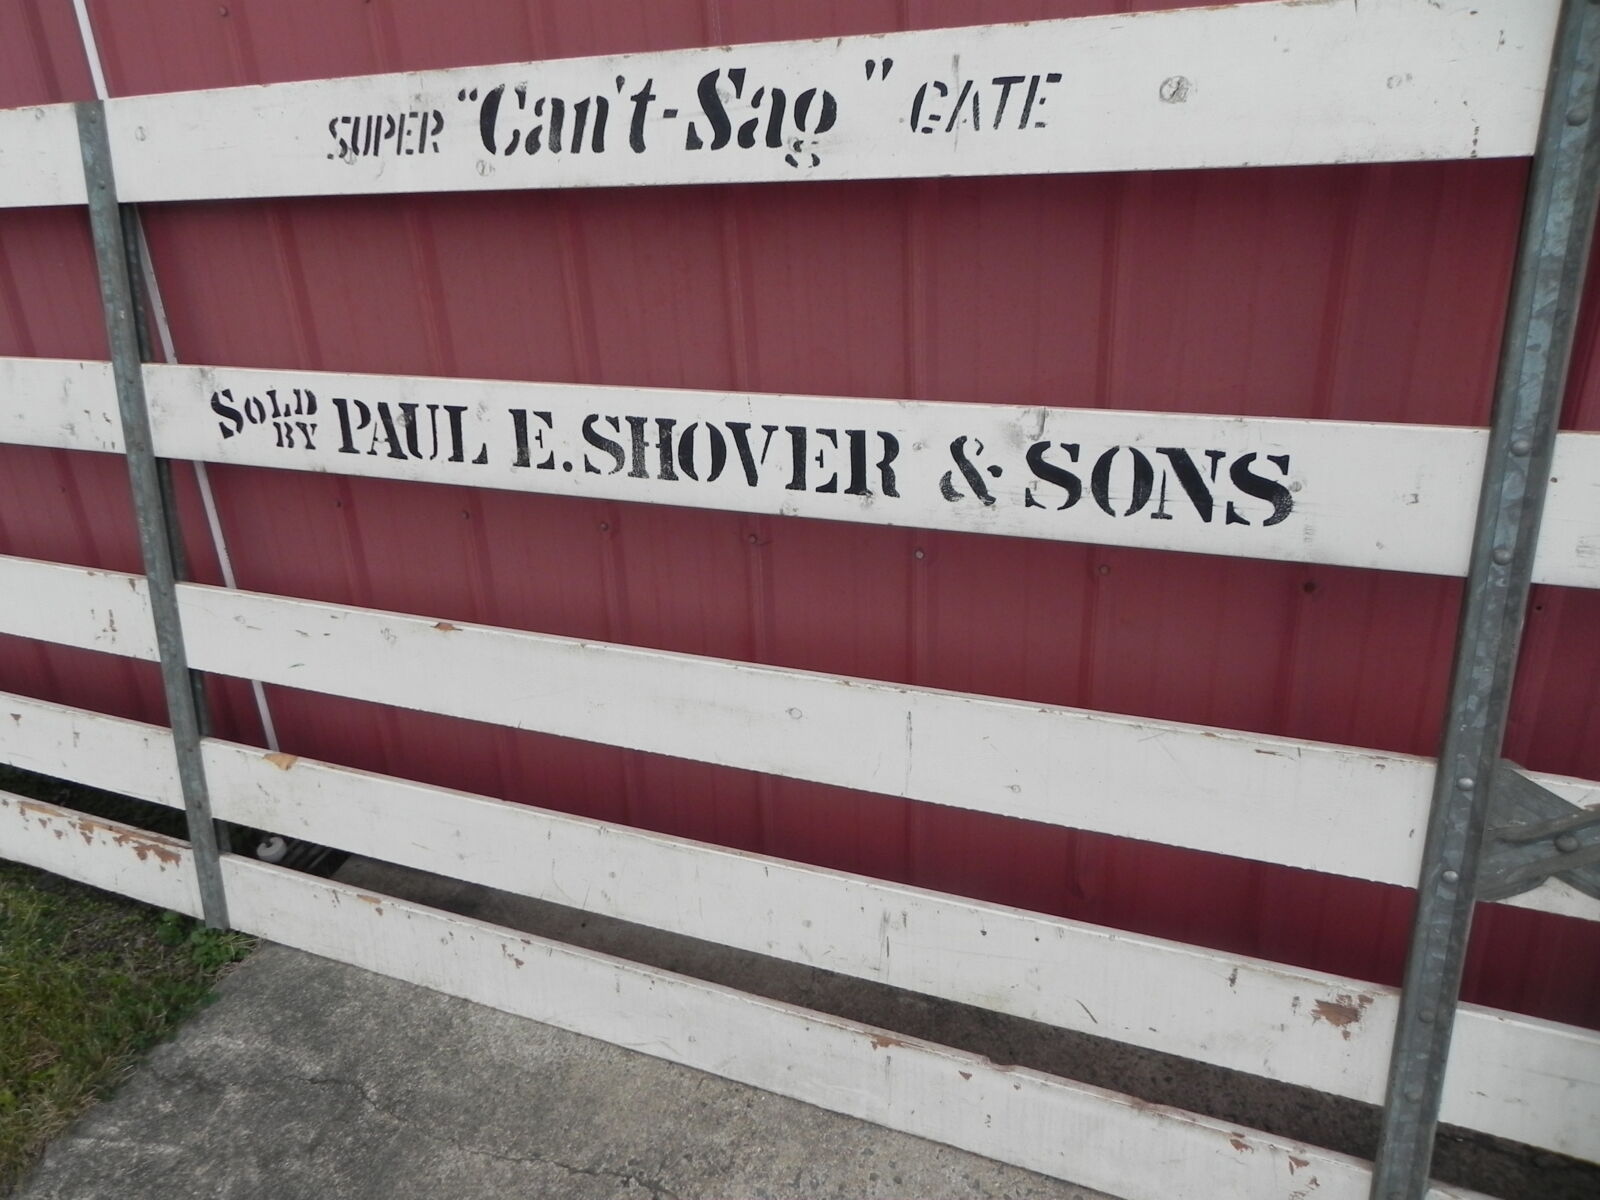 SUPER "Can't-Sag" GATE
SOLD BY PAUL E. SHOVER & SONS